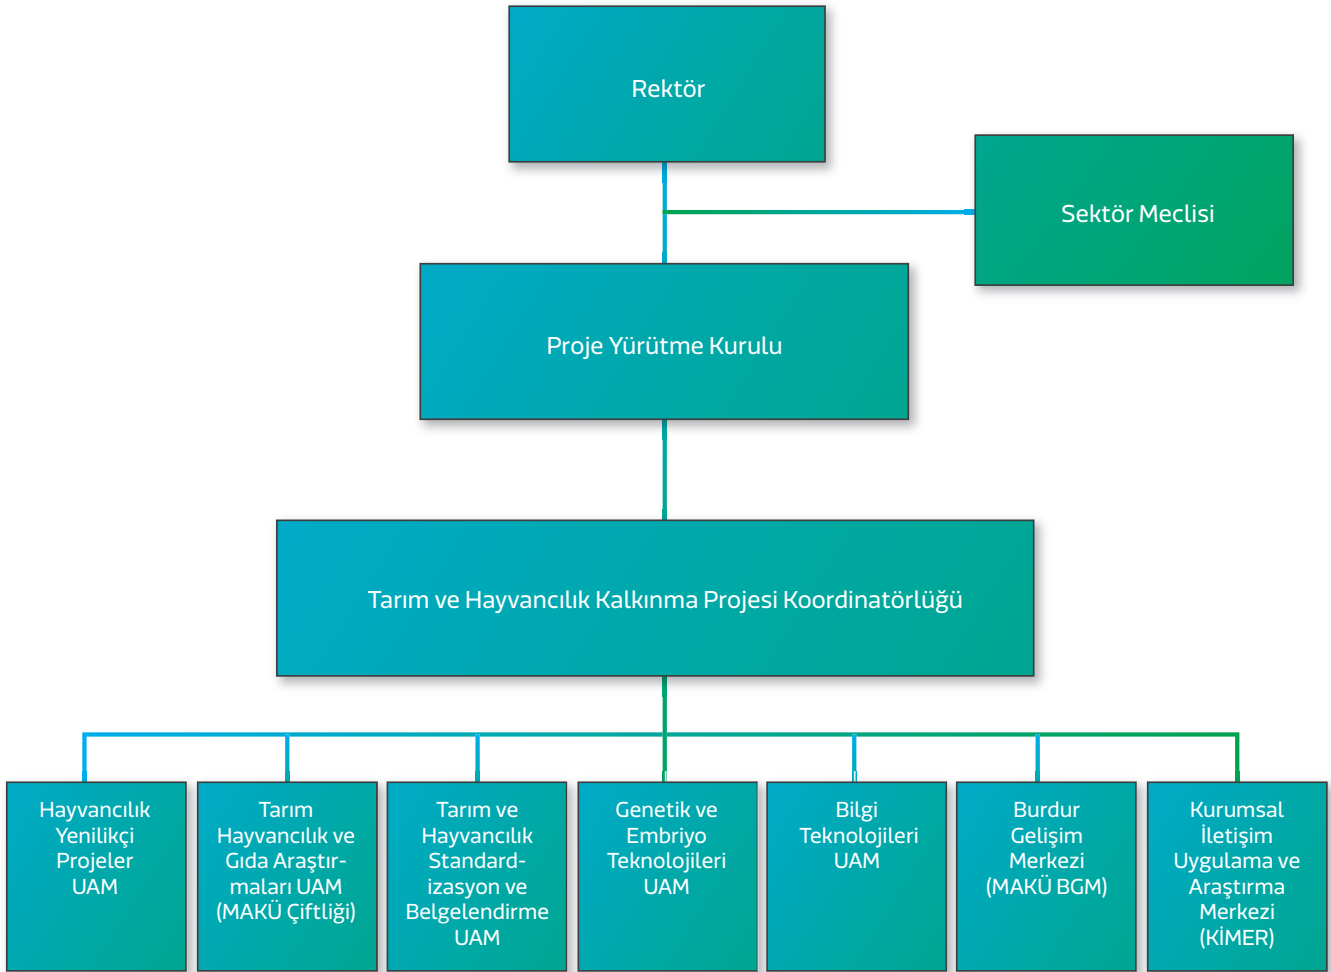 Rektör
Sektör Meclisi
Proje Yürütme Kurulu
Tarım ve Hayvancılık Kalkınma Projesi Koordinatörlüğü
Hayvancılık
Yenilikçi
Projeler
UAM
Tarım
Hayvancılık ve
Gıda Araştır-
maları UAM
(MAKÜ Çiftliği)
Tarım ve
Hayvancılık
Standard-
izasyon ve
Belgelendirme
UAM
Genetik ve
Embriyo
Teknolojileri
UAM
Bilgi
Teknolojileri
UAM
Burdur
Gelişim
Merkezi
(MAKÜ BGM)
Kurumsal
İletişim
Uygulama ve
Araştırma
Merkezi
(KİMER)